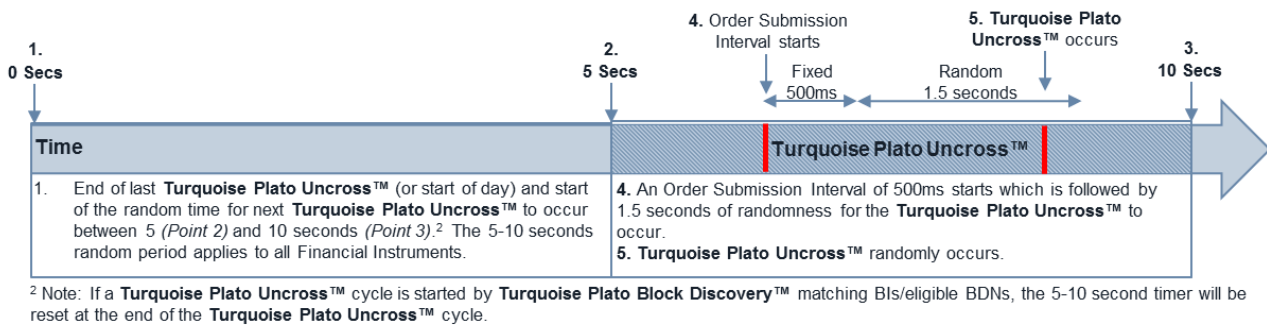 4. Order Submission
Interval starts
5. Turquoise Plato
Uncross™ occurs
1.
0 Secs
2.
5 Secs
3.
10 Secs
Fixed
500ms
Random
1.5 seconds
Time
Turquoise Plato Uncross™
1. End of last Turquoise Plato Uncross™ (or start of day) and start
of the random time for next Turquoise Plato Uncross™ to occur
between 5 (Point 2) and 10 seconds (Point 3).² The 5-10 seconds
random period applies to all Financial Instruments.
4. An Order Submission Interval of 500ms starts which is followed by
1.5 seconds of randomness for the Turquoise Plato Uncross™ to
occur.
5. Turquoise Plato Uncross™ randomly occurs.
² Note: If a Turquoise Plato Uncross™ cycle is started by Turquoise Plato Block Discovery™ matching BIs/eligible BDNs, the 5-10 second timer will be
reset at the end of the Turquoise Plato Uncross™ cycle.